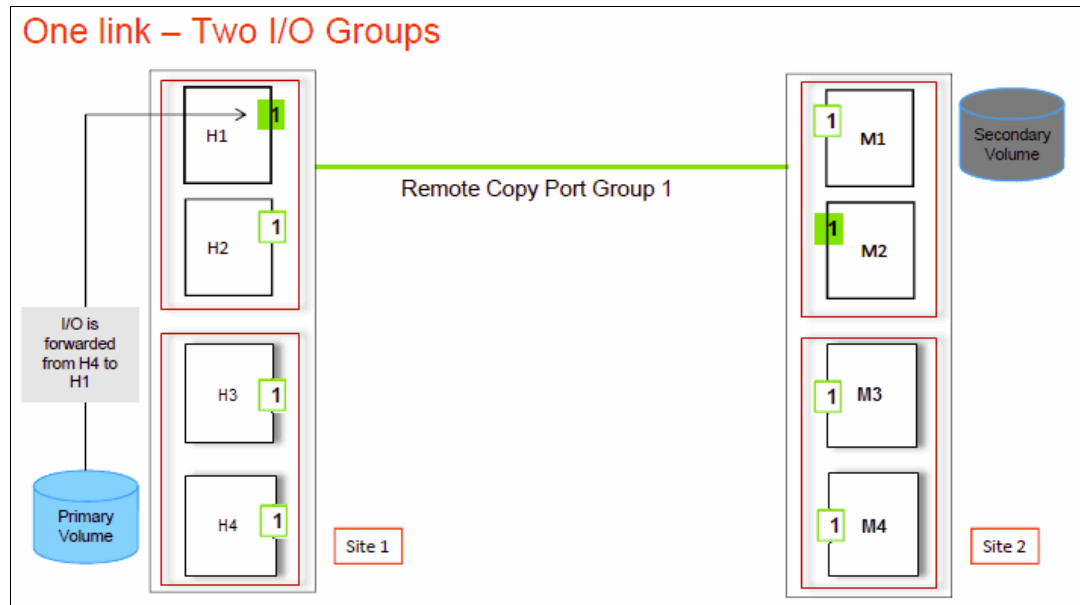 One link – Two I/O Groups
H1
1
H2
1
H3
1
H4
1
I/O is
forwarded
from H4 to
H1
Primary
Volume
Site 1
Remote Copy Port Group 1
1
M1
1
M2
1
M3
1
M4
Secondary
Volume
Site 2